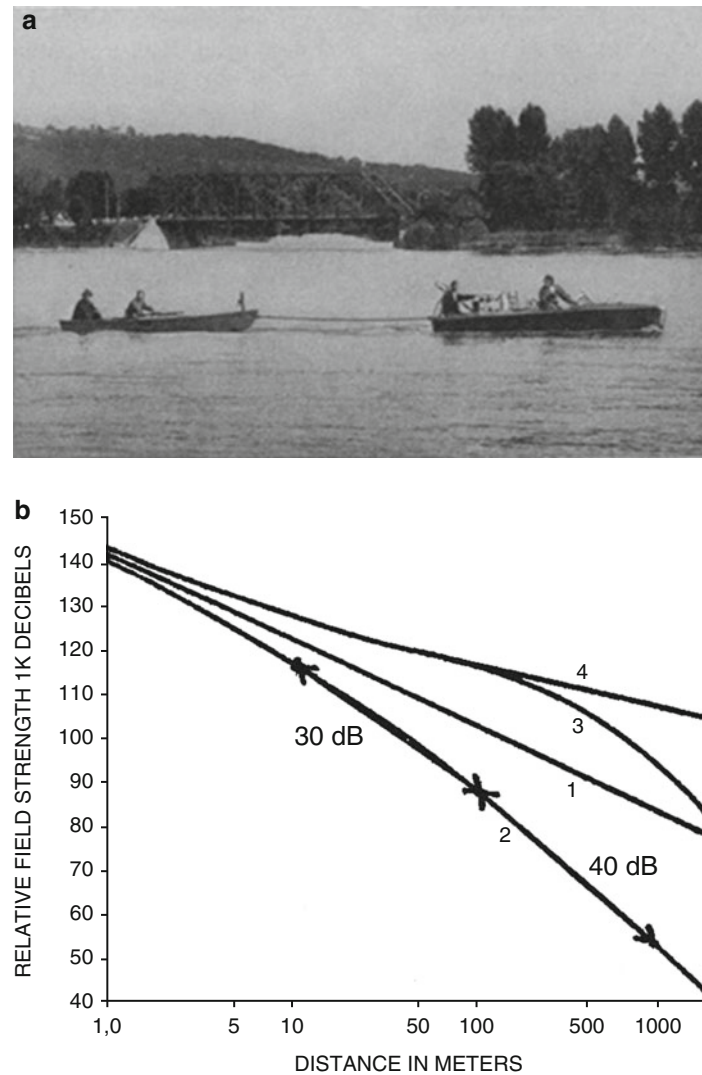 a
b
RELATIVE FIELD STRENGTH 1K DECIBELS
150
140
130
120
110
100
90
80
70
60
50
40
4
3
30 dB
1
2
40 dB
1,0 5 10 50 100 500 1000
DISTANCE IN METERS